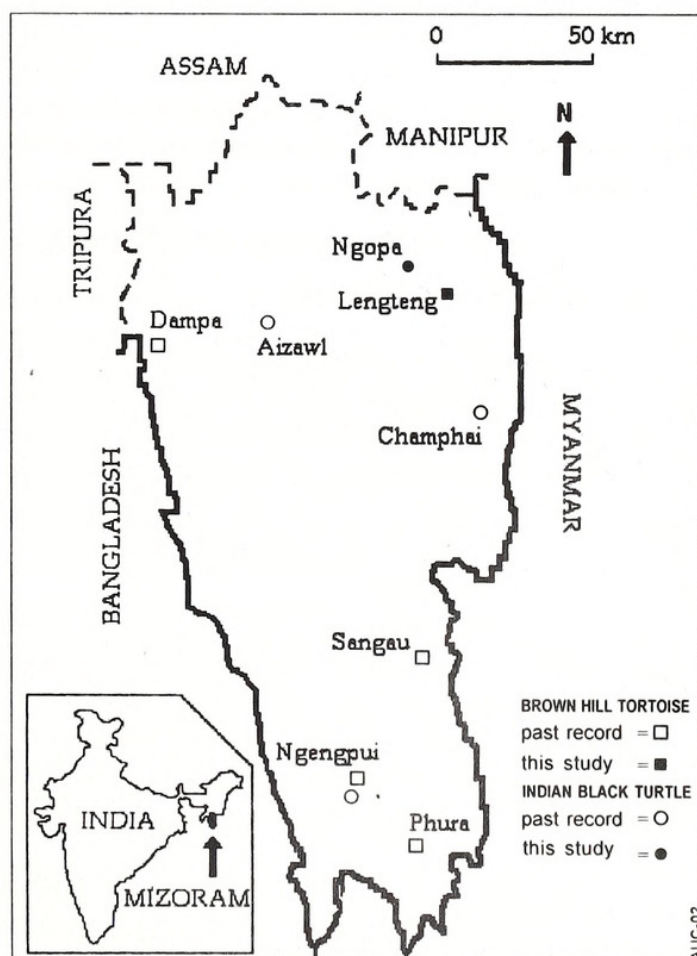 0 50 km
ASSAM
N
MANIPUR
TRIPURA
Ngopa
Lengteng
Dampa
Aizawl
Champhai
MYANMAR
BANGLADESH
Sangau
BROWN HILL TORTOISE
past record = □
this study = ■
INDIAN BLACK TURTLE
past record = ○
this study = ●
Ngengpui
Phura
INDIA
MIZORAM